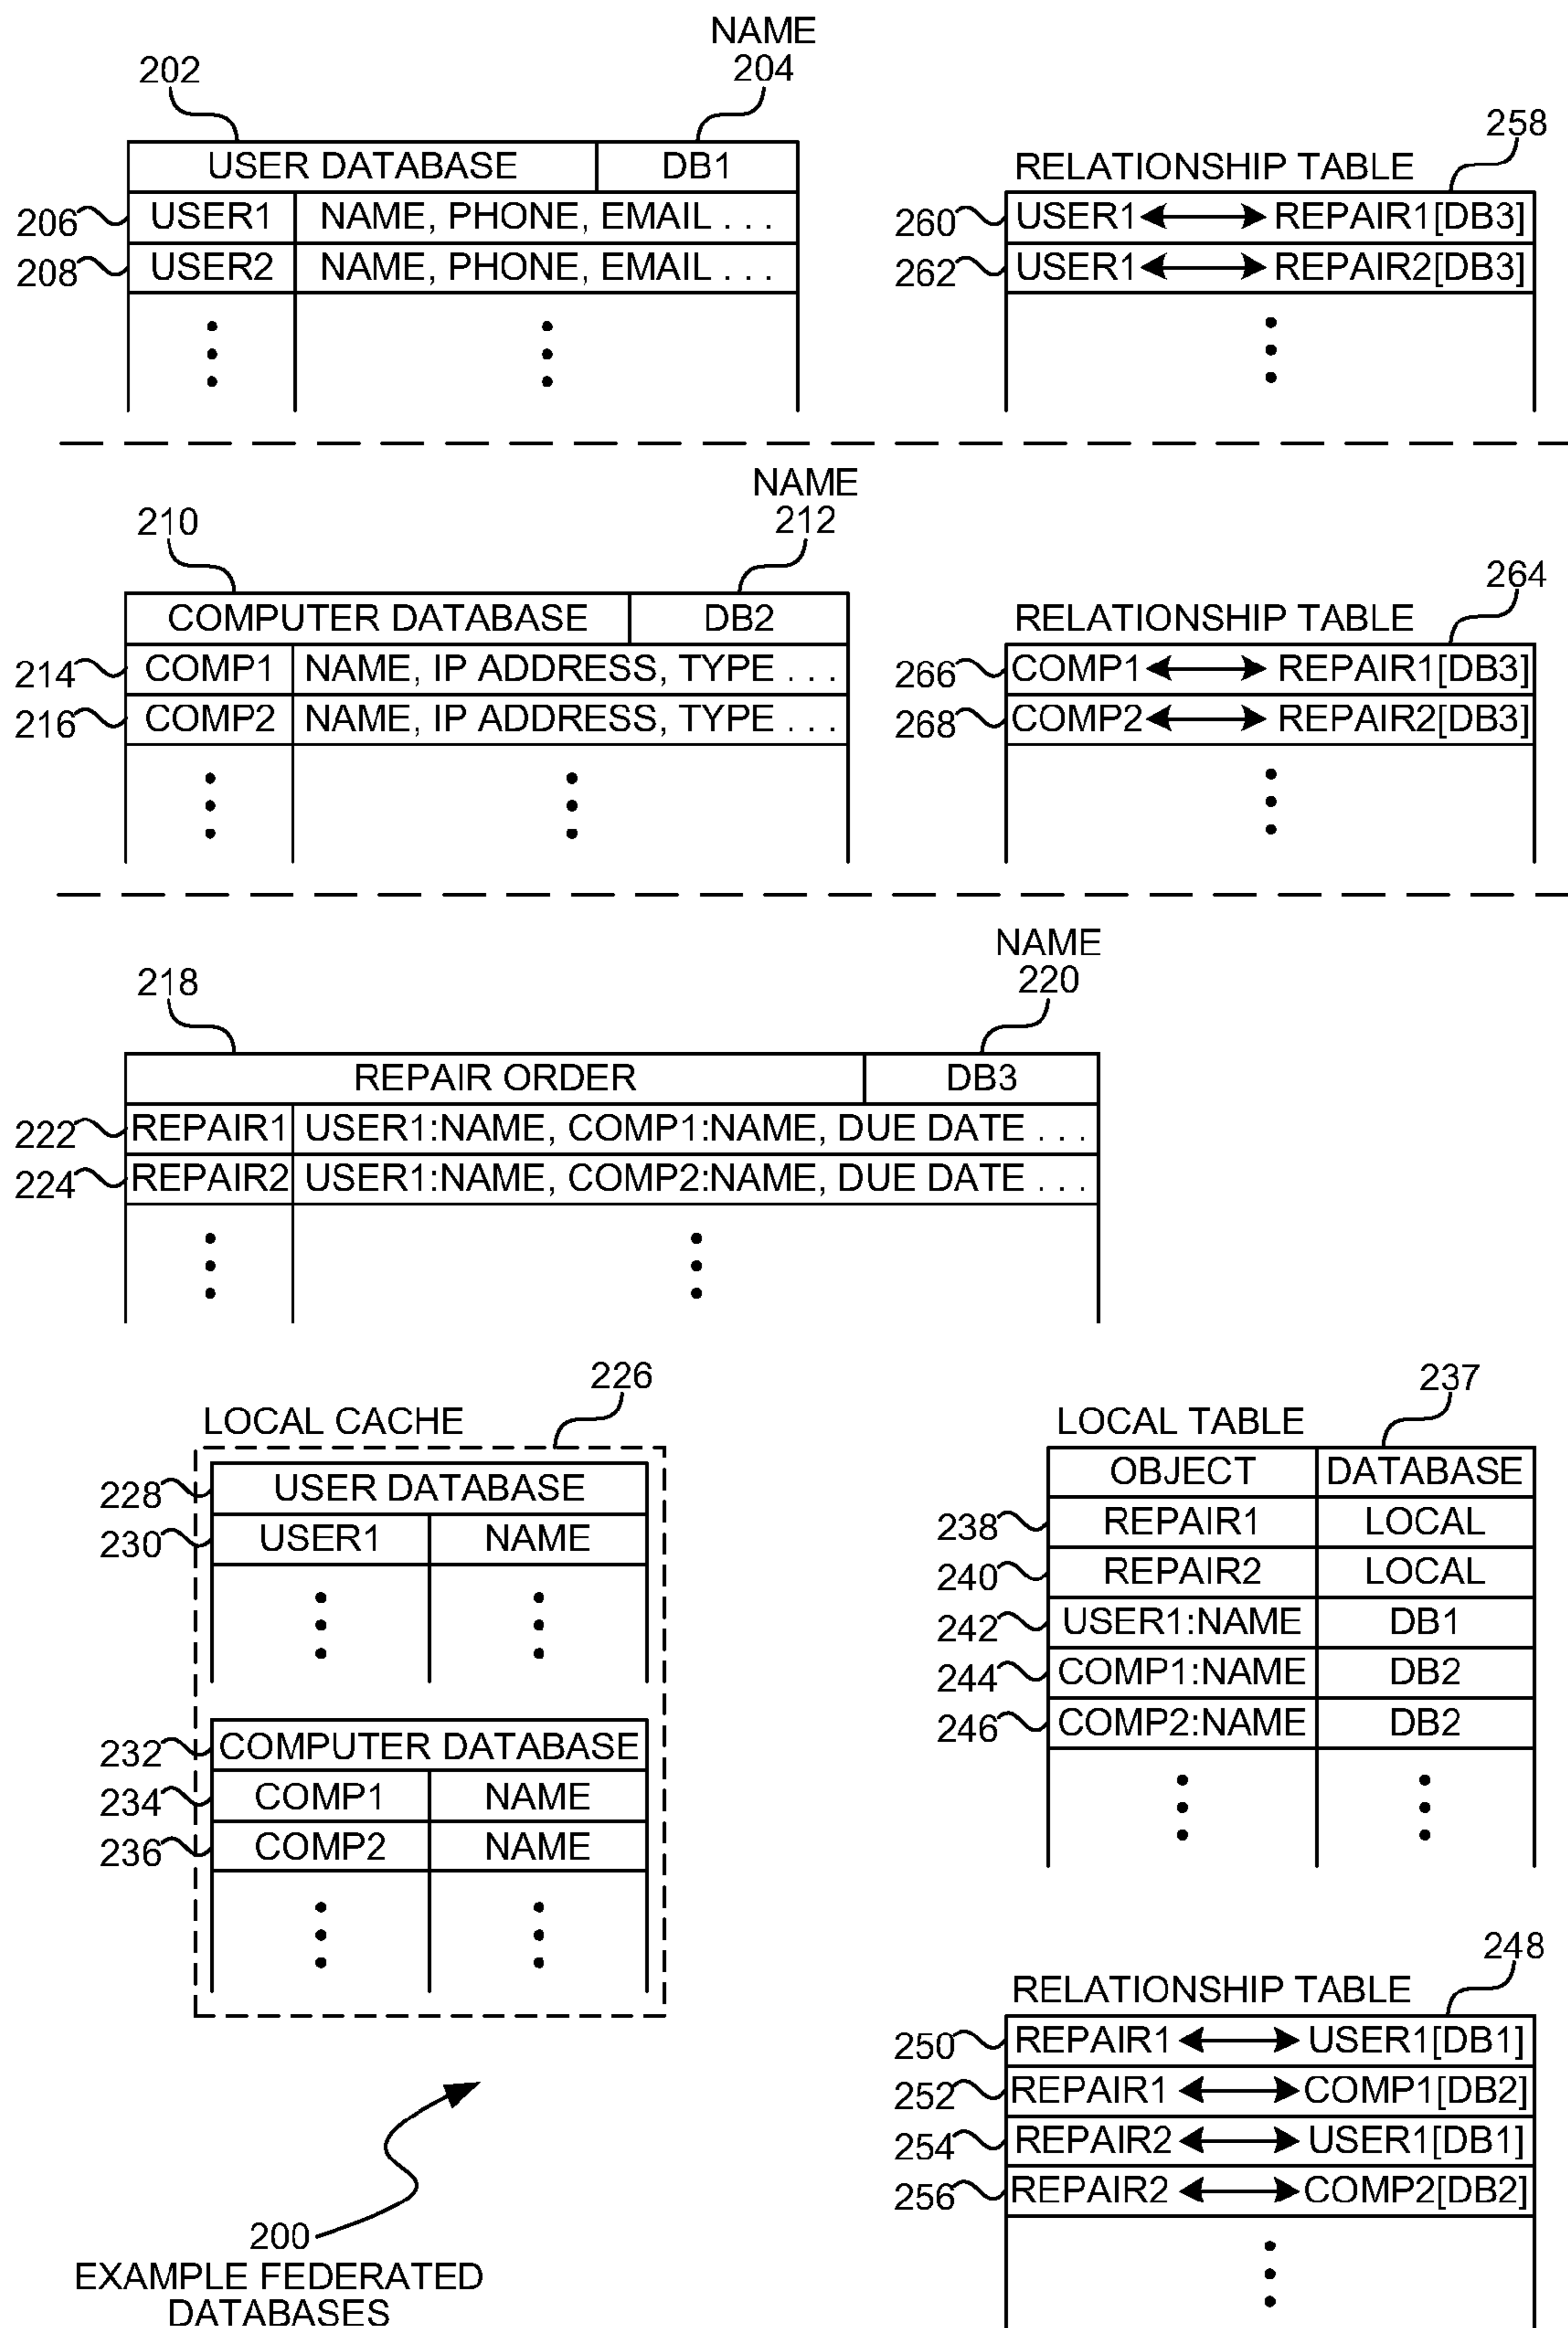 NAME
202
204
258
USER DATABASE DB1
RELATIONSHIP TABLE
206 USER1 NAME, PHONE, EMAIL . . .
208 USER2 NAME, PHONE, EMAIL . . .
260 USER1 REPAIR1[DB3]
262 USER1 REPAIR2[DB3]
NAME
210
212
264
COMPUTER DATABASE DB2
RELATIONSHIP TABLE
214 COMP1 NAME, IP ADDRESS, TYPE . . .
216 COMP2 NAME, IP ADDRESS, TYPE . . .
266 COMP1 REPAIR1[DB3]
268 COMP2 REPAIR2[DB3]
NAME
218
220
REPAIR ORDER DB3
222 REPAIR1 USER1:NAME, COMP1:NAME, DUE DATE . . .
224 REPAIR2 USER1:NAME, COMP2:NAME, DUE DATE . . .
226
LOCAL CACHE
228 USER DATABASE
230 USER1 NAME
232 COMPUTER DATABASE
234 COMP1 NAME
236 COMP2 NAME
237
LOCAL TABLE
OBJECT DATABASE
238 REPAIR1 LOCAL
240 REPAIR2 LOCAL
242 USER1:NAME DB1
244 COMP1:NAME DB2
246 COMP2:NAME DB2
248
RELATIONSHIP TABLE
250 REPAIR1 USER1[DB1]
252 REPAIR1 COMP1[DB2]
254 REPAIR2 USER1[DB1]
256 REPAIR2 COMP2[DB2]
200
EXAMPLE FEDERATED
DATABASES